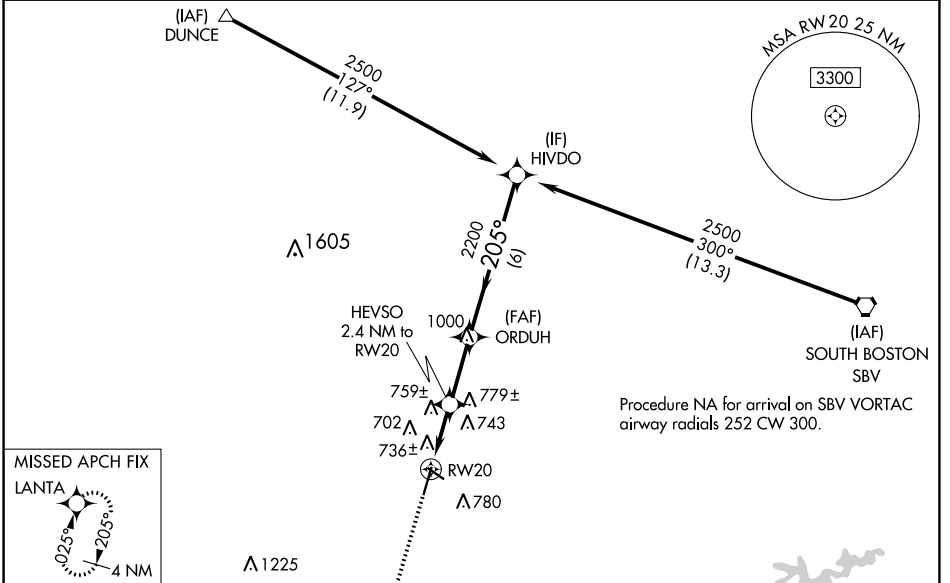 (IAF)
DUNCE
2500
127°
(11.9)
MSA RW20 25 NM
3300
(IF)
HIVDO
2500
300°
(13.3)
2200
205°
(6)
1605
HEVSO
2.4 NM to
RW20
1000
(FAF)
ORDUH
(IAF)
SOUTH BOSTON
SBV
759±
779±
702
743
736±
Procedure NA for arrival on SBV VORTAC
airway radials 252 CW 300.
RW20
780
MISSED APCH FIX
LANTA
025°
205°
4 NM
1225